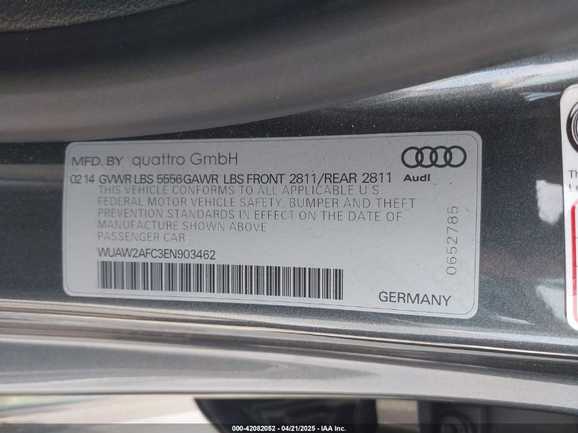 MFD. BY quattro GmbH
02 14 GVWR LBS 5556 GAWR LBS FRONT 2811/REAR 2811
THIS VEHICLE CONFORMS TO ALL APPLICABLE U.S.
FEDERAL MOTOR VEHICLE SAFETY, BUMPER AND THEFT
PREVENTION STANDARDS IN EFFECT ON THE DATE OF
MANUFACTURE SHOWN ABOVE
PASSENGER CAR
WUAW2AFC3EN903462
Audi
0652785
GERMANY
000-42082052 - 04/21/2025 - IAA Inc.